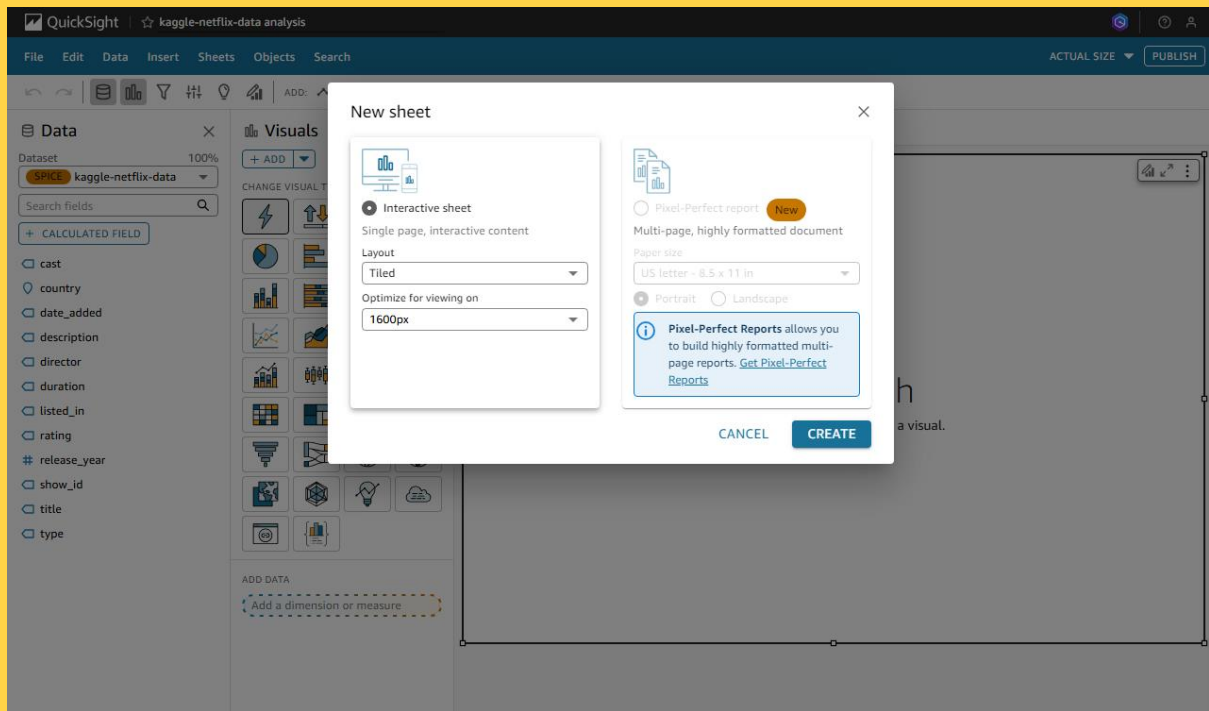 QuickSight
kaggle-netflix-data analysis
File Edit Data Insert Sheets Objects Search
ACTUAL SIZE
PUBLISH
ADD:
Data
Dataset 100%
SPICE kaggle-netflix-data
Search fields
+ CALCULATED FIELD
cast
country
date_added
description
director
duration
listed_in
rating
# release_year
show_id
title
type
Visuals
+ ADD
CHANGE VISUAL T
ADD DATA
Add a dimension or measure
New sheet
Interactive sheet
Single page, interactive content
Layout
Tiled
Optimize for viewing on
1600px
Pixel-Perfect report New
Multi-page, highly formatted document
Paper size
US letter - 8.5 x 11 in
Portrait Landscape
Pixel-Perfect Reports allows you
to build highly formatted multi-
page reports. Get Pixel-Perfect
Reports
CANCEL
CREATE
h
a visual.